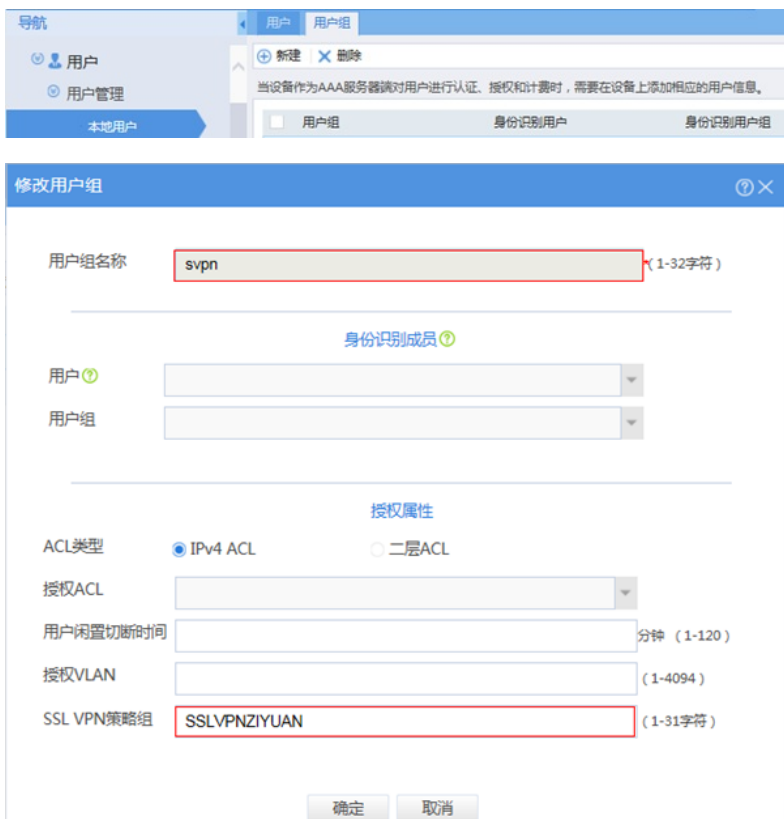 导航
用户 用户组
用户
新建 删除
用户管理
当设备作为AAA服务器端对用户进行认证、授权和计费时，需要在设备上添加相应的用户信息。
本地用户
用户组 身份识别用户 身份识别用户组
修改用户组
用户组名称 svpn *(1-32字符)
身份识别成员
用户
用户组
授权属性
ACL类型 IPv4 ACL 二层ACL
授权ACL
用户闲置切断时间 分钟 (1-120)
授权VLAN (1-4094)
SSL VPN策略组 SSLVPNZIYUAN (1-31字符)
确定 取消